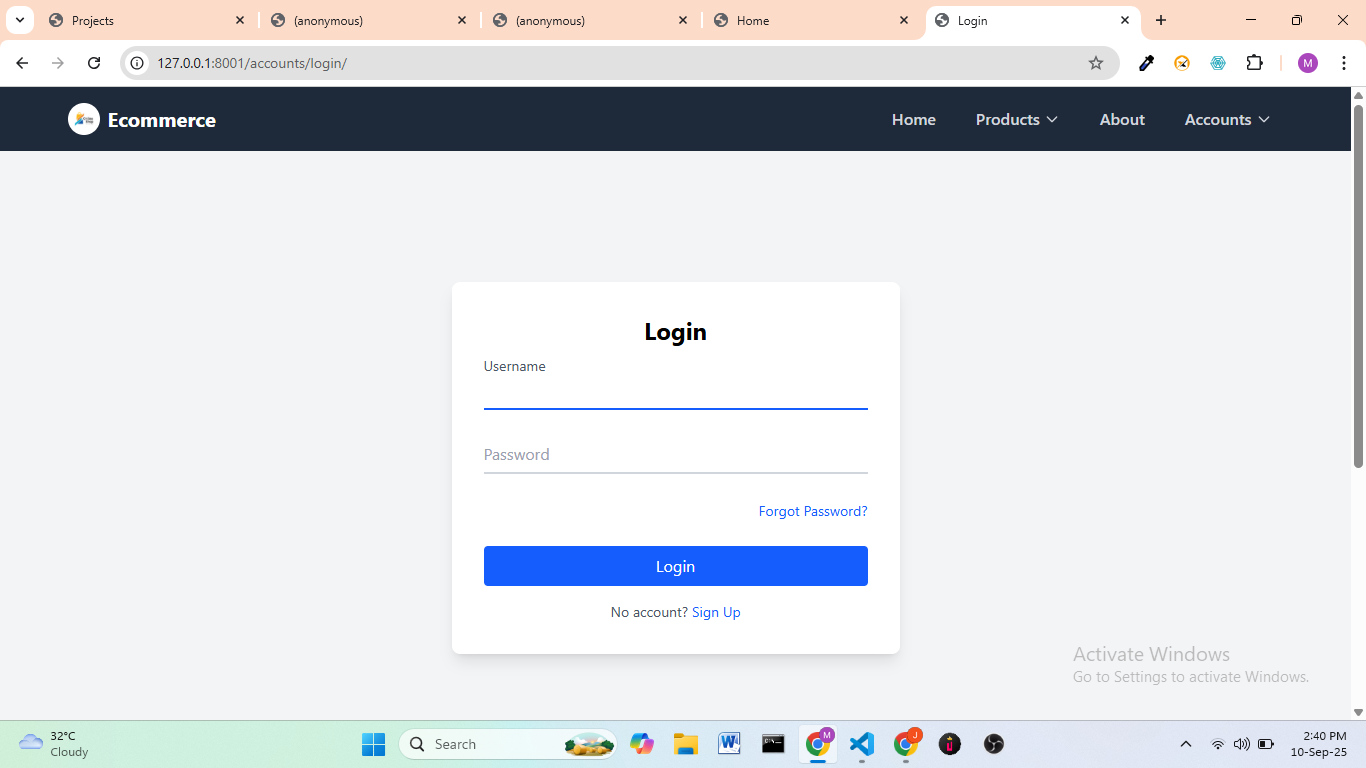 Projects
(anonymous)
(anonymous)
Home
Login
127.0.0.1:8001/accounts/login/
M
Ecommerce
Home
Products
About
Accounts
Login
Username
Password
Forgot Password?
Login
No account? Sign Up
Activate Windows
Go to Settings to activate Windows.
32°C
Cloudy
Search
M
J
2:40 PM
10-Sep-25